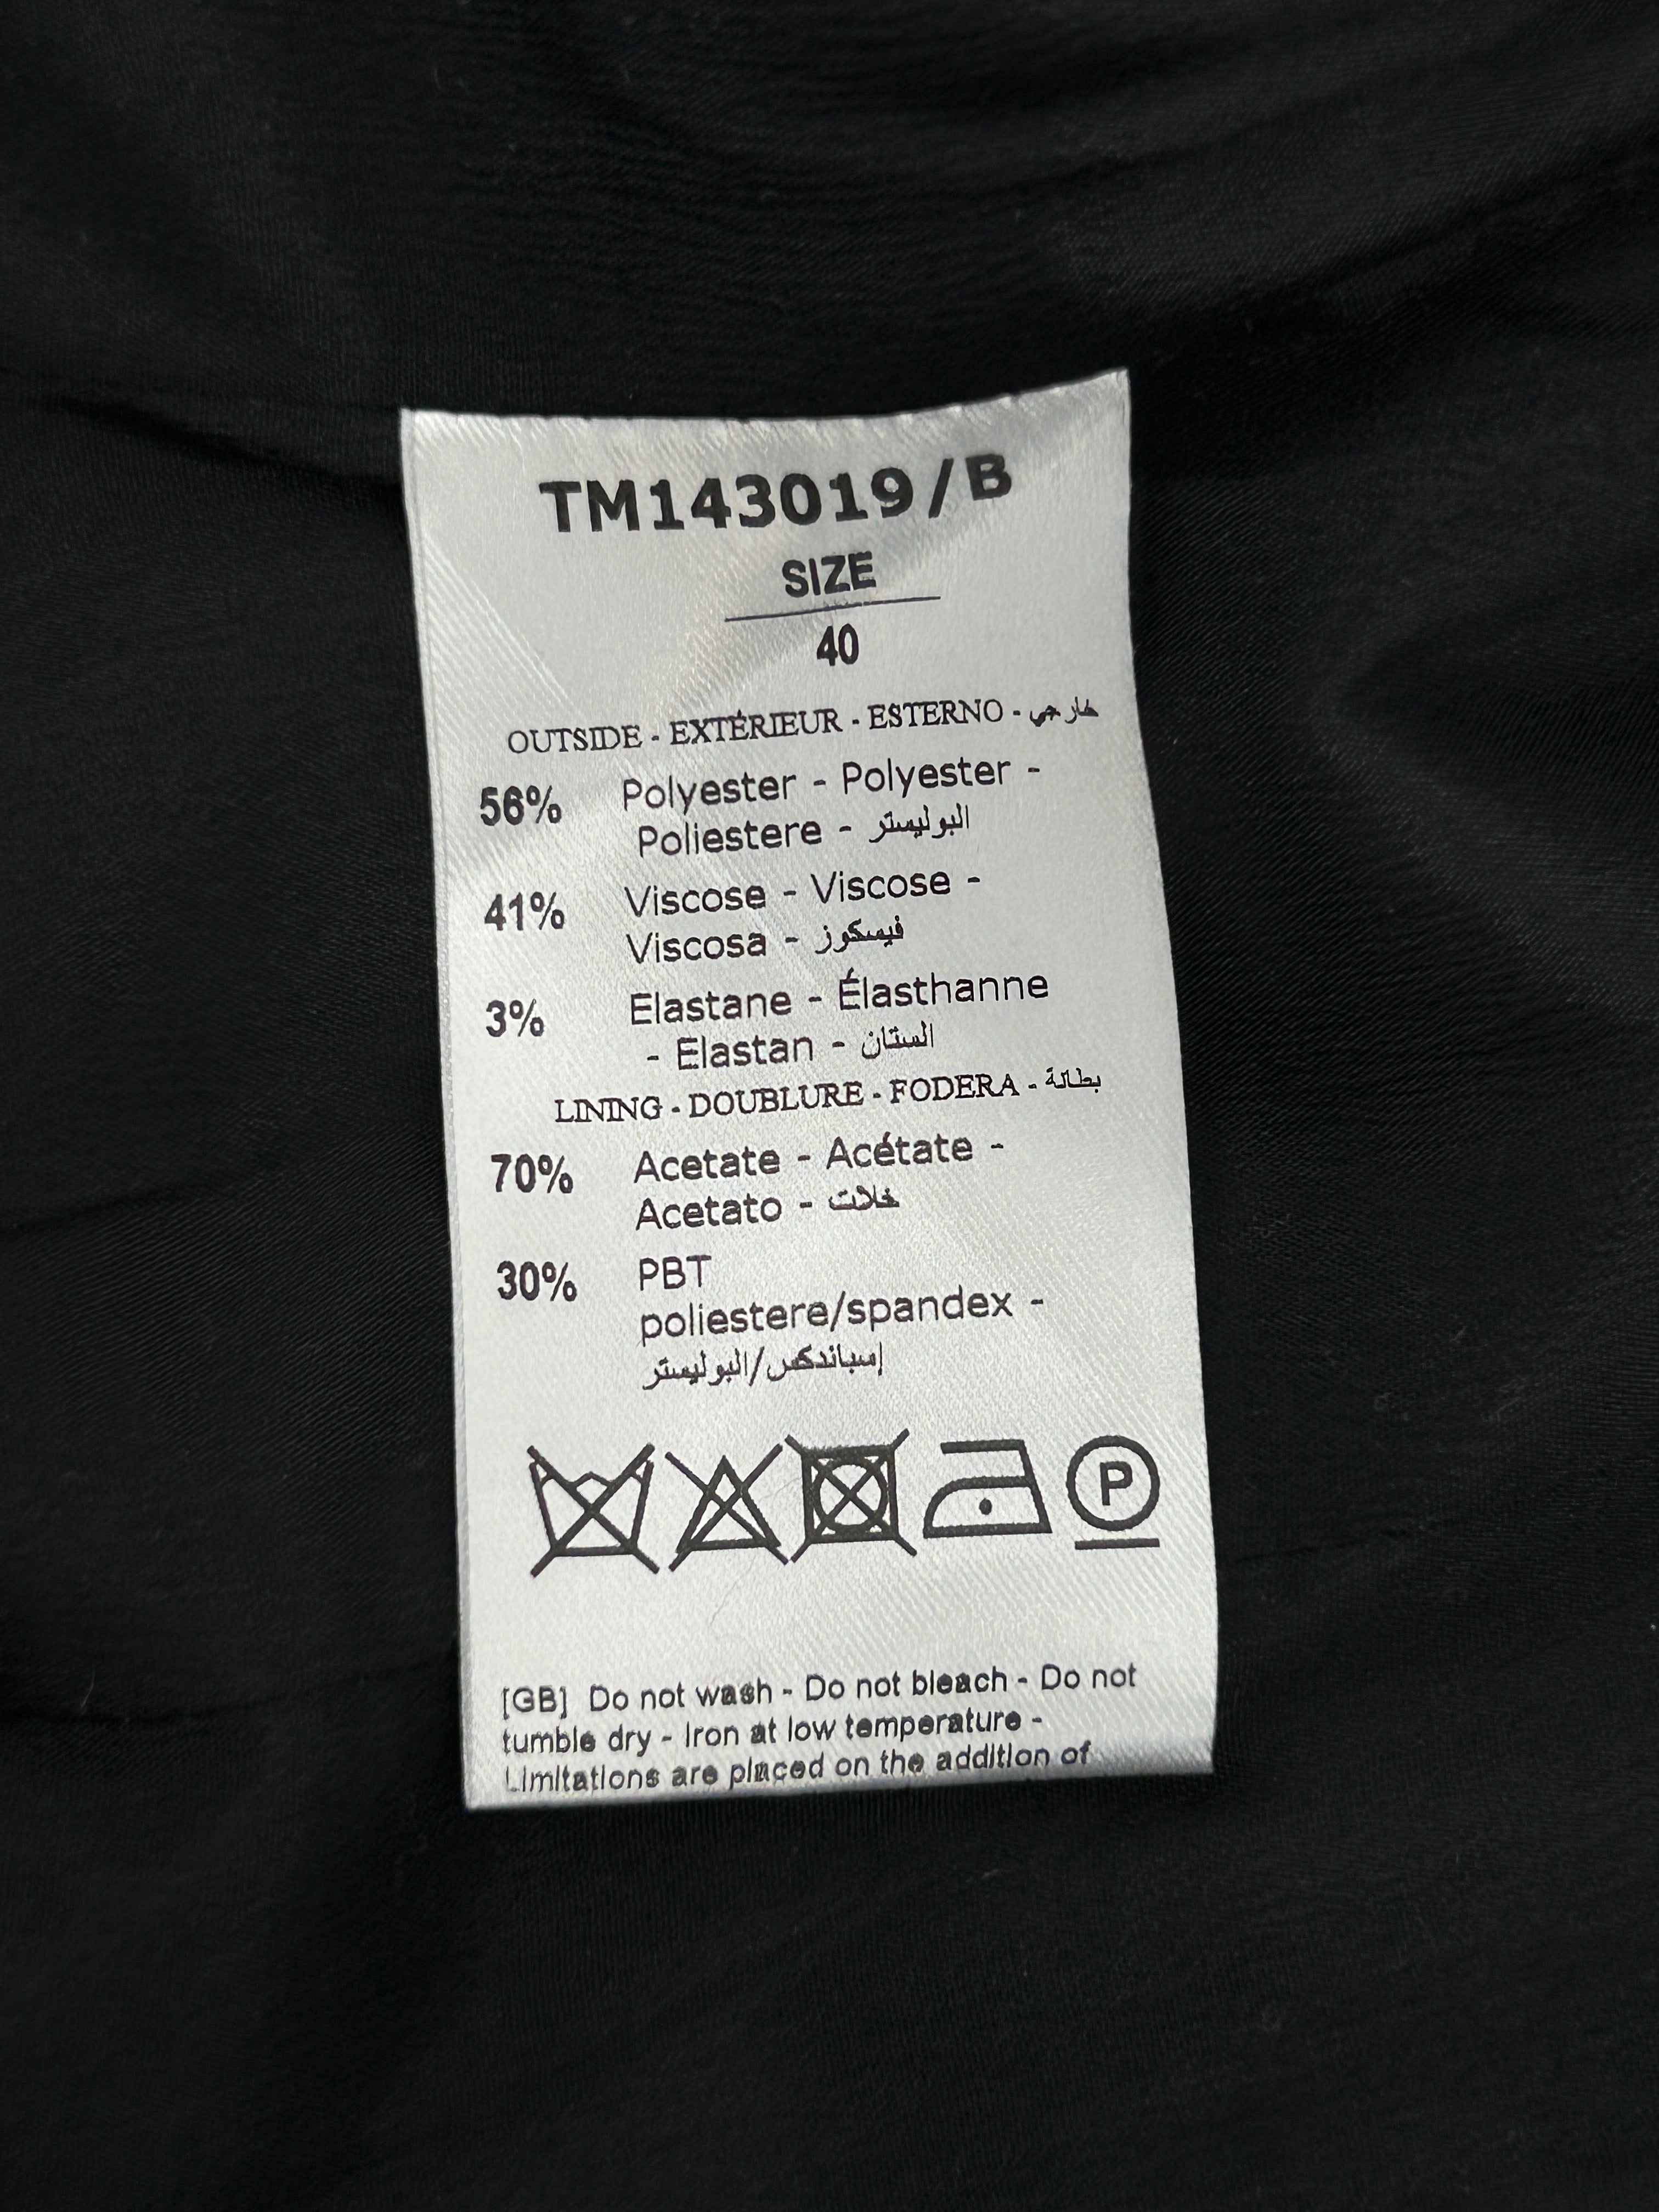 TM143019/B
SIZE
40
OUTSIDE - EXTÉRIEUR - ESTERNO - خارجي
56% Polyester - Polyester -
Poliestere - البوليستر
41% Viscose - Viscose -
Viscosa - فيسكوز
3% Elastane - Élasthanne
- Elastan - الستان
LINING - DOUBLURE - FODERA - بطانة
70% Acetate - Acétate -
Acetato - خلات
30% PBT
poliestere/spandex -
إسباندكس/البوليستر
P
[GB] Do not wash - Do not bleach - Do not
tumble dry - Iron at low temperature -
Limitations are placed on the addition of